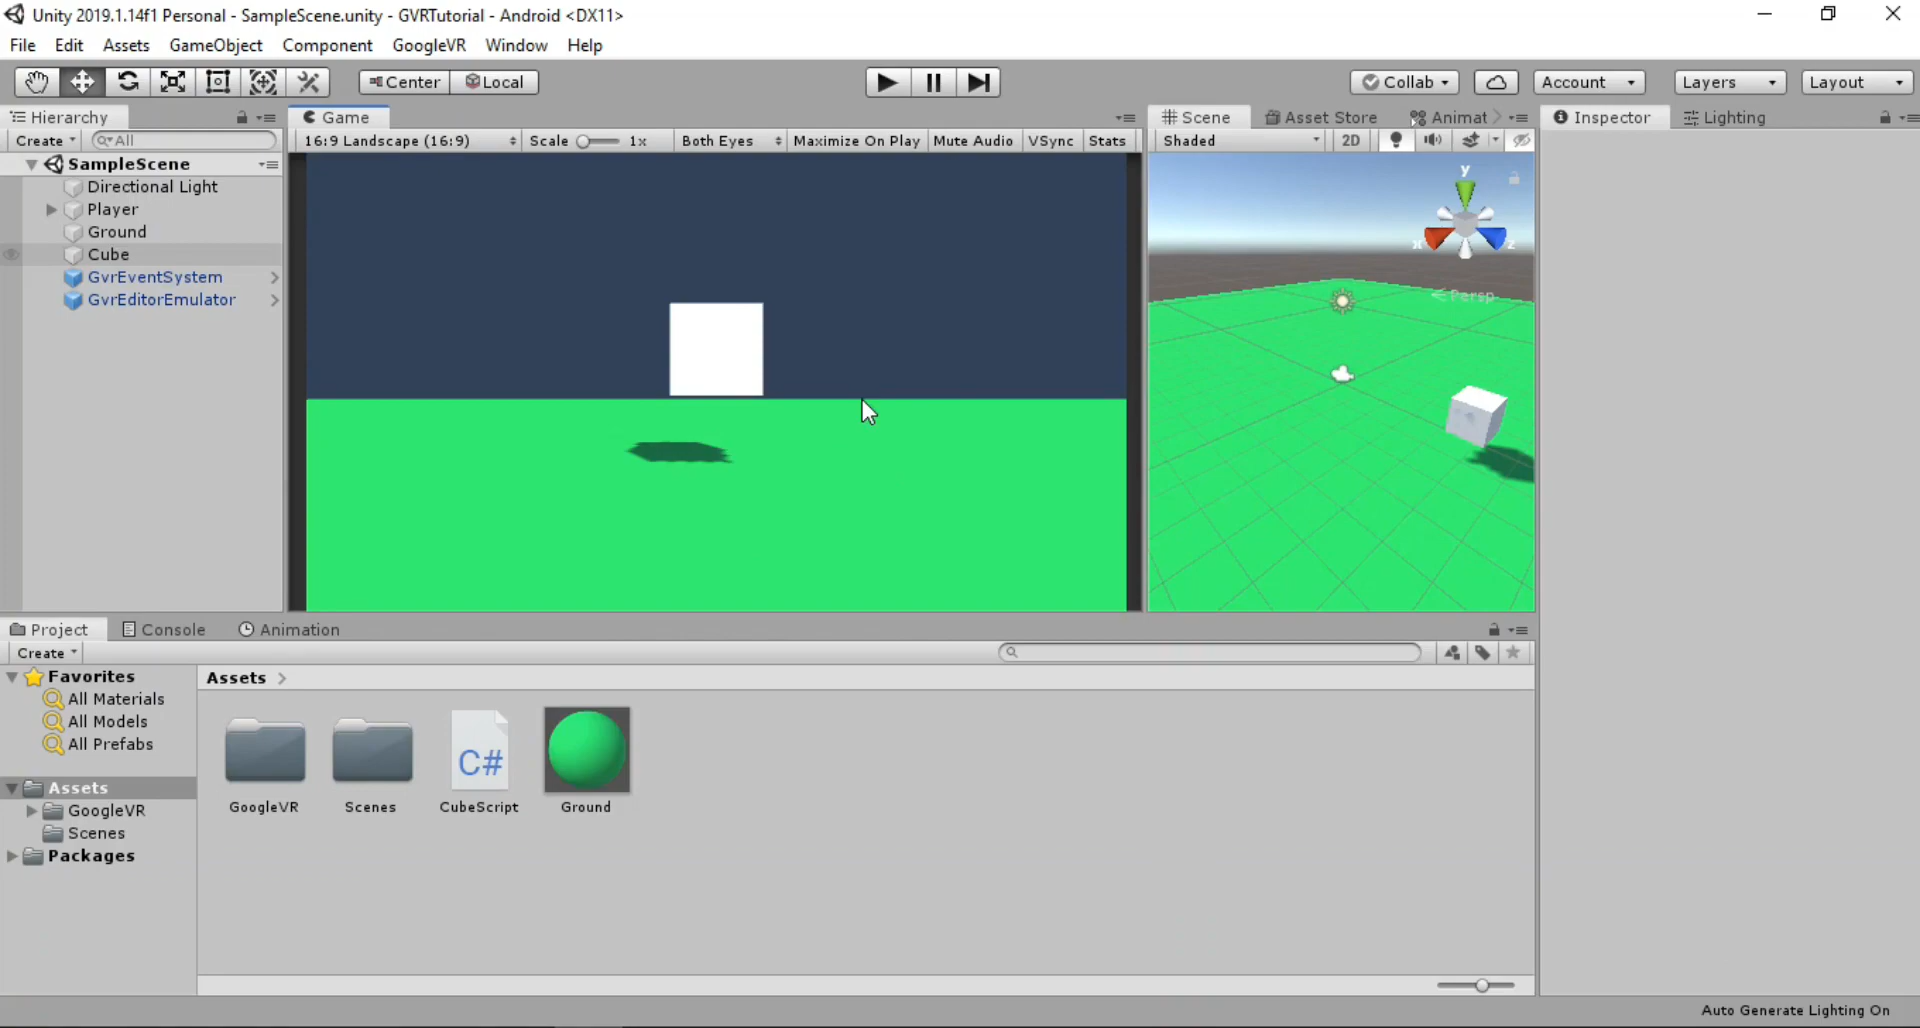 Unity 2019.1.14f1 Personal - SampleScene.unity - GVRTutorial - Android <DX11>
File Edit Assets GameObject Component GoogleVR Window Help
Center Local Collab Account Layers Layout
Hierarchy Game Scene Asset Store Animat Inspector Lighting
Create All 16:9 Landscape (16:9) Scale 1x Both Eyes Maximize On Play Mute Audio VSync Stats Shaded 2D
SampleScene
Directional Light
Player
Ground
Cube
GvrEventSystem
GvrEditorEmulator
y
x z
Persp
Project Console Animation
Create
Favorites
All Materials
All Models
All Prefabs
Assets
GoogleVR
Scenes
Packages
Assets
C#
GoogleVR Scenes CubeScript Ground
Auto Generate Lighting On